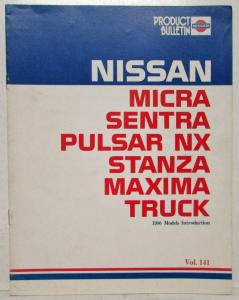 PRODUCT
BULLETIN
NISSAN
NISSAN
MICRA
SENTRA
PULSAR NX
STANZA
MAXIMA
TRUCK
1986 Models Introduction
Vol. 141